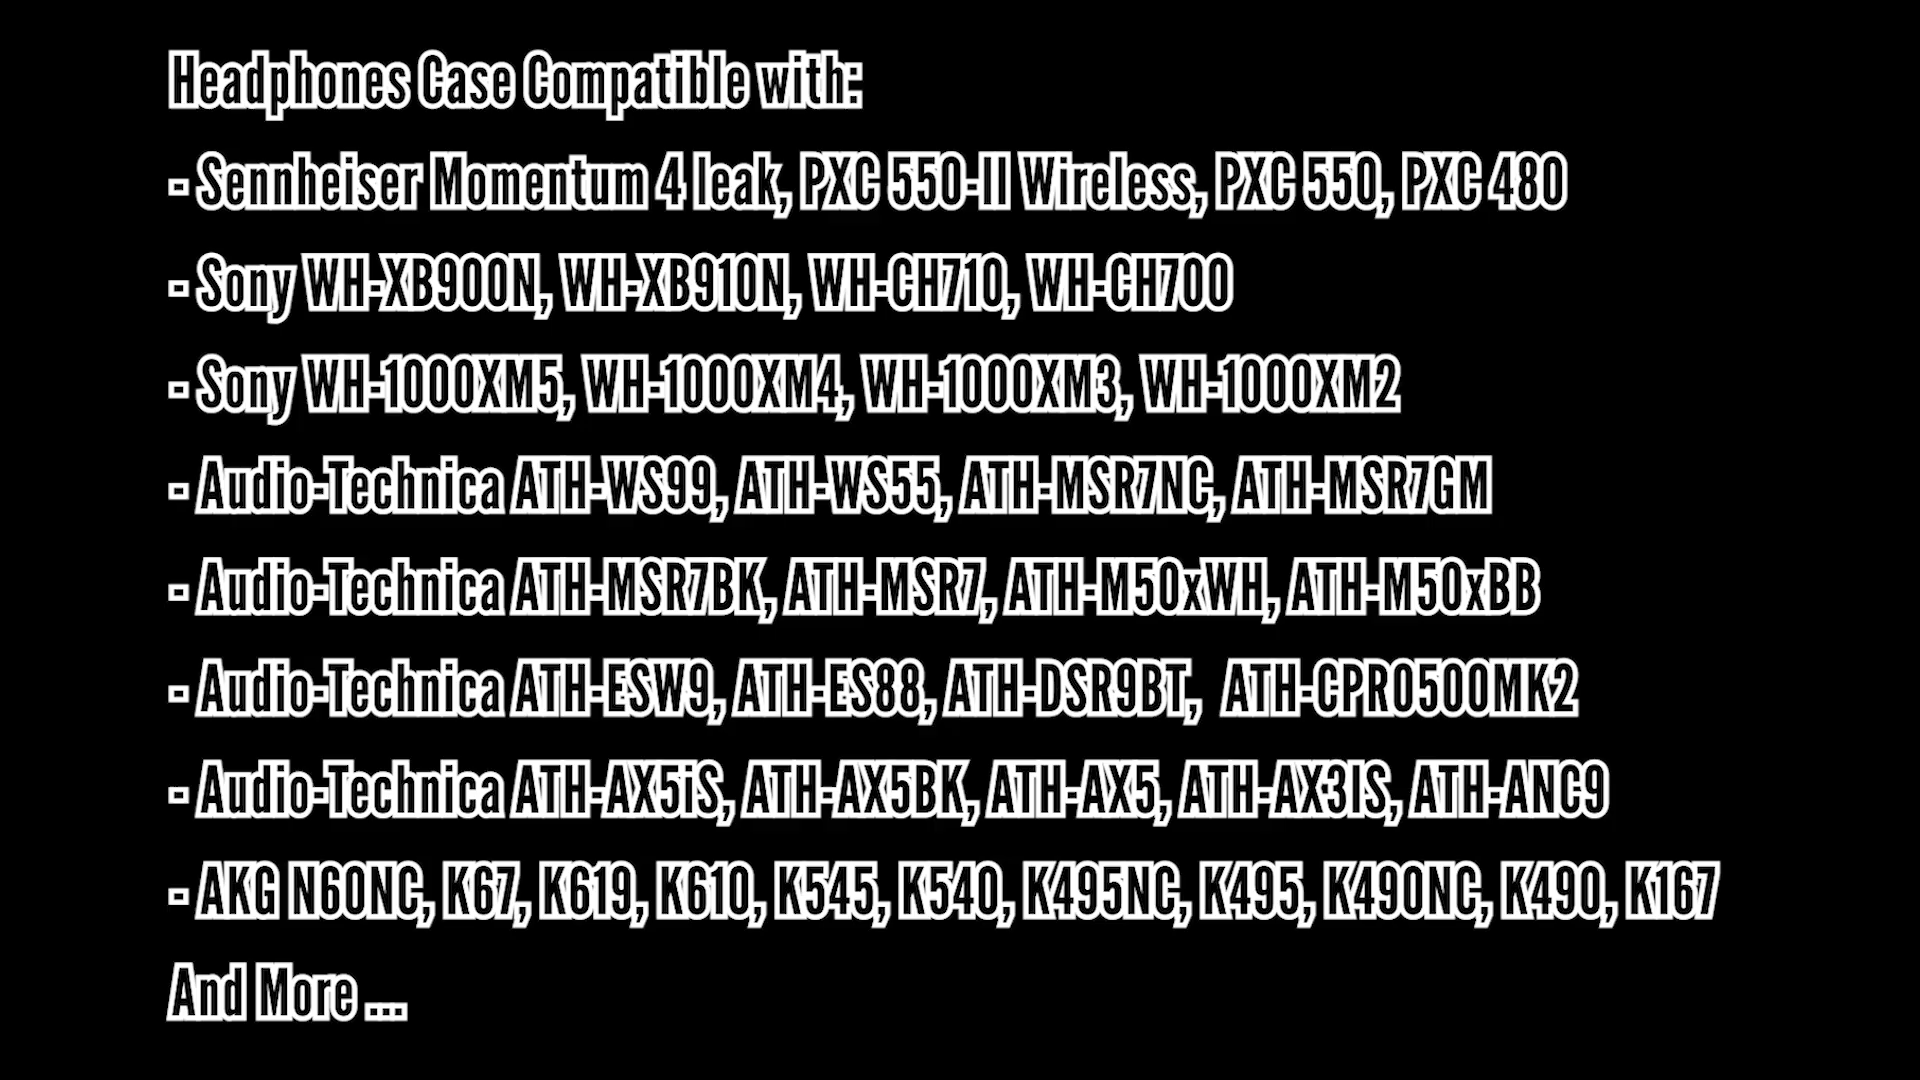 Headphones Case Compatible with:
- Sennheiser Momentum 4 leak, PXC 550-II Wireless, PXC 550, PXC 480
- Sony WH-XB900N, WH-XB910N, WH-CH710, WH-CH700
- Sony WH-1000XM5, WH-1000XM4, WH-1000XM3, WH-1000XM2
- Audio-Technica ATH-WS99, ATH-WS55, ATH-MSR7NC, ATH-MSR7GM
- Audio-Technica ATH-MSR7BK, ATH-MSR7, ATH-M50xWH, ATH-M50xBB
- Audio-Technica ATH-ESW9, ATH-ES88, ATH-DSR9BT,  ATH-CPRO500MK2
- Audio-Technica ATH-AX5iS, ATH-AX5BK, ATH-AX5, ATH-AX3IS, ATH-ANC9
- AKG N60NC, K67, K619, K610, K545, K540, K495NC, K495, K490NC, K490, K167
And More ...